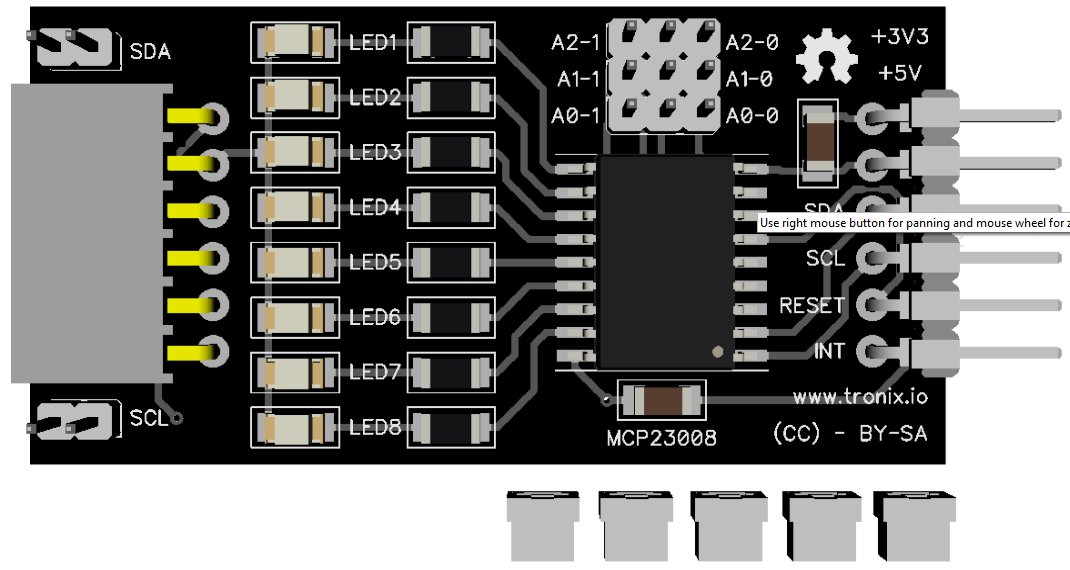 SDA
LED1
LED2
LED3
LED4
LED5
LED6
LED7
LED8
SCL
A2-1
A2-0
A1-1
A1-0
A0-1
A0-0
+3V3
+5V
SDA
Use right mouse button for panning and mouse wheel for z
SCL
RESET
INT
www.tronix.io
MCP23008
(CC) - BY-SA